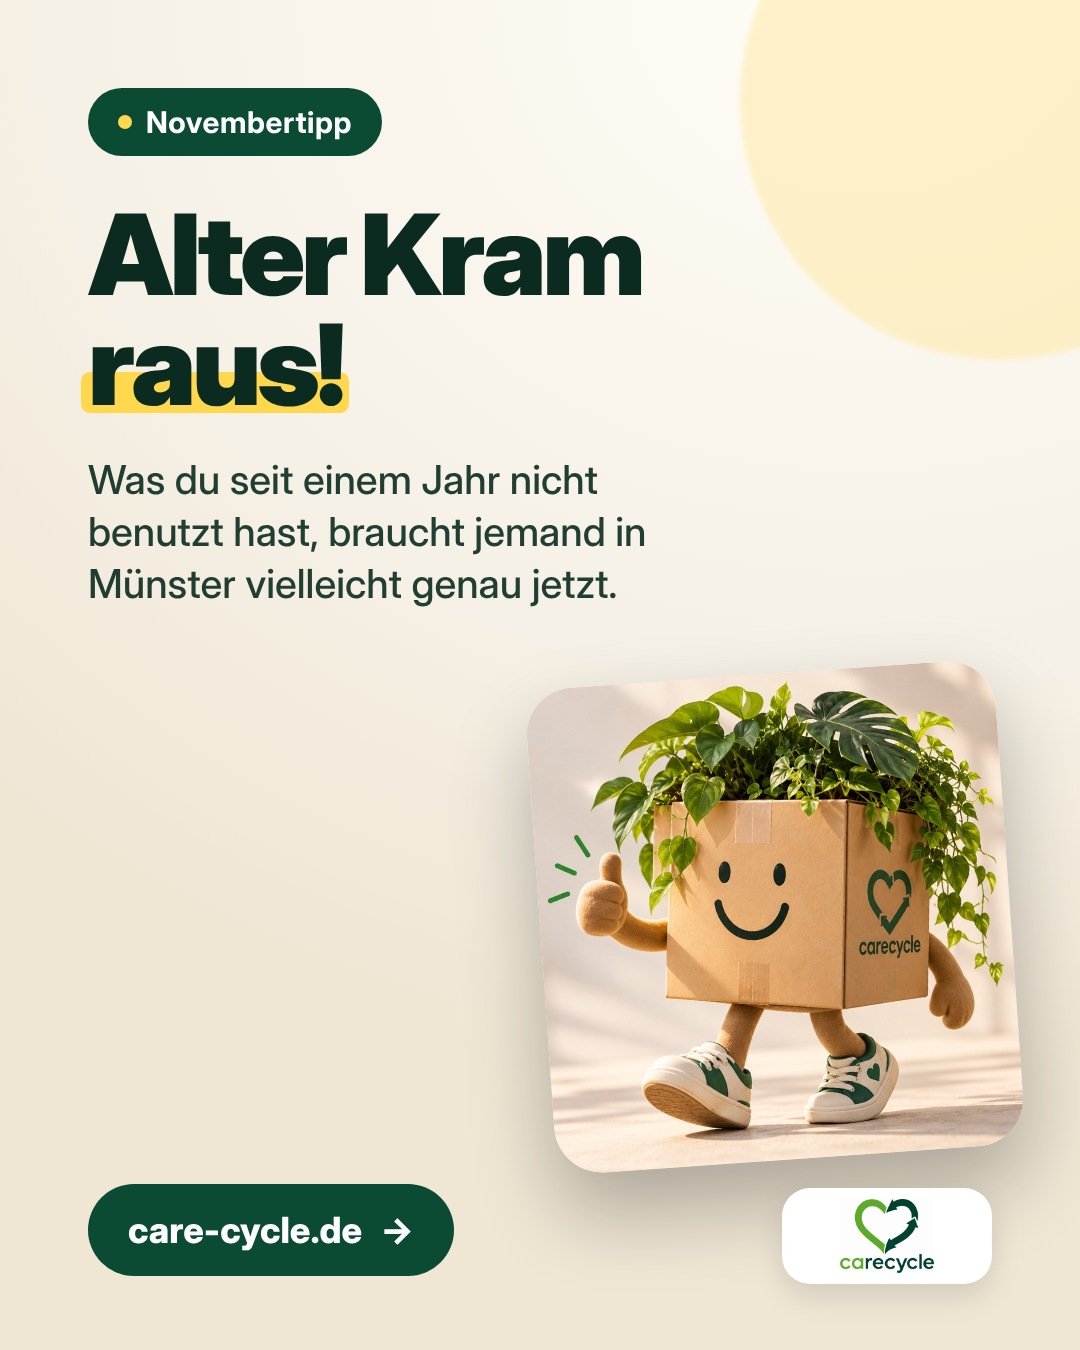 Novembertipp
Alter Kram
raus!
Was du seit einem Jahr nicht
benutzt hast, braucht jemand in
Münster vielleicht genau jetzt.
carecycle
care-cycle.de →
carecycle